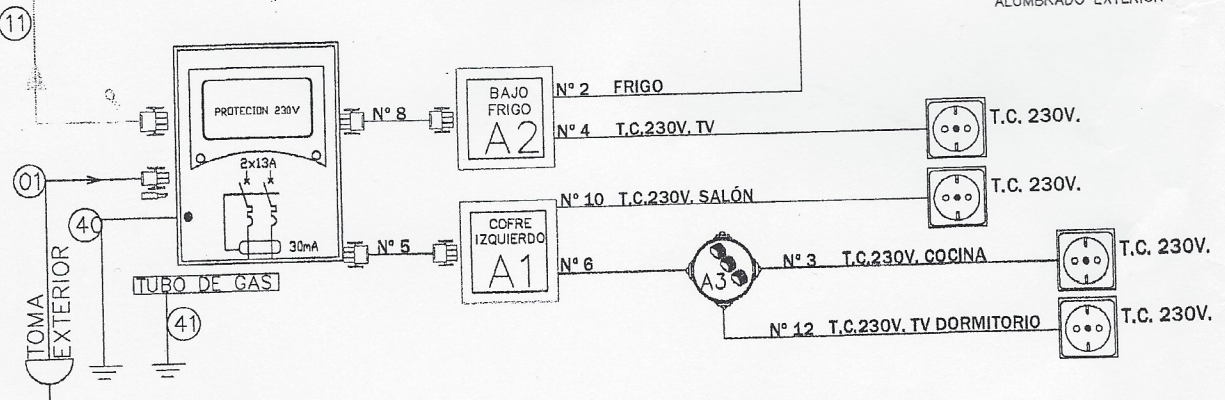 ALUMBRADO EXTERIOR
11
PROTECION 230V
2x13A
30mA
Nº 8
BAJO
FRIGO
A2
Nº 2 FRIGO
Nº 4 T.C.230V. TV
T.C. 230V.
01
40
TOMA
EXTERIOR
TUBO DE GAS
41
Nº 5
COFRE
IZQUIERDO
A1
Nº 10 T.C.230V. SALÓN
T.C. 230V.
Nº 6
A3
Nº 3 T.C.230V. COCINA
T.C. 230V.
Nº 12 T.C.230V. TV DORMITORIO
T.C. 230V.